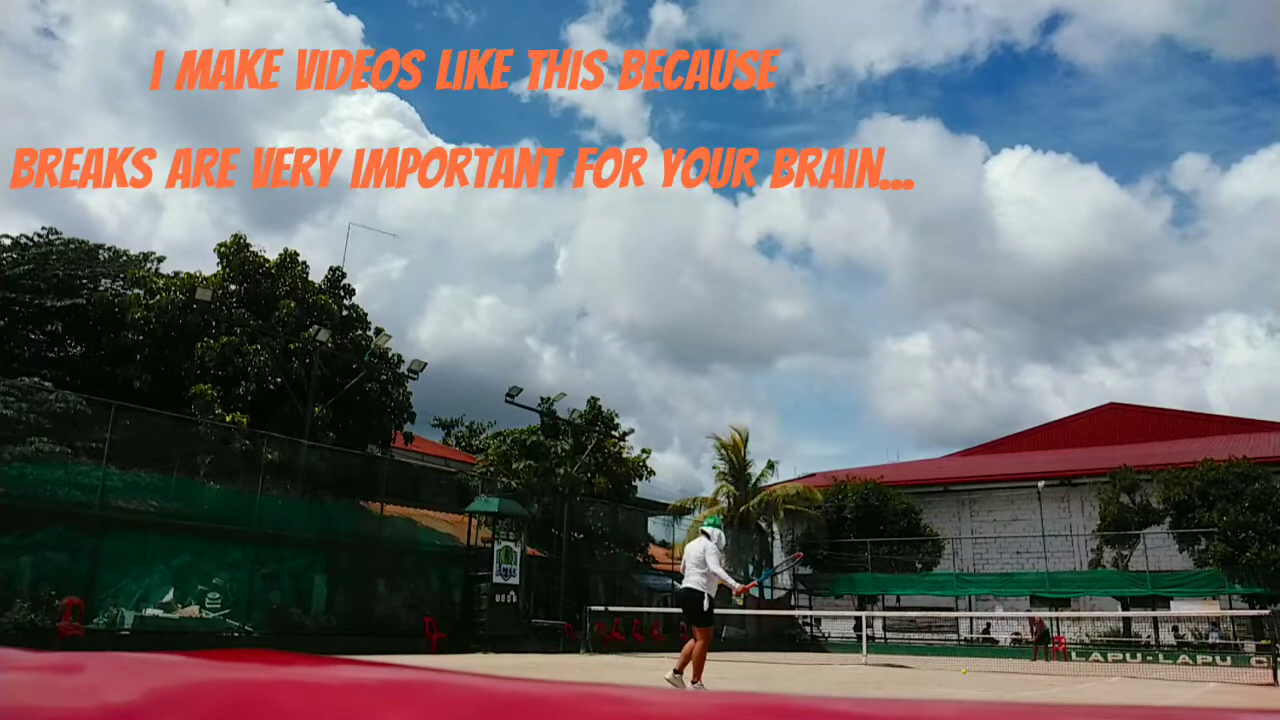 I MAKE VIDEOS LIKE THIS BECAUSE
BREAKS ARE VERY IMPORTANT FOR YOUR BRAIN...
LAPU-LAPU C